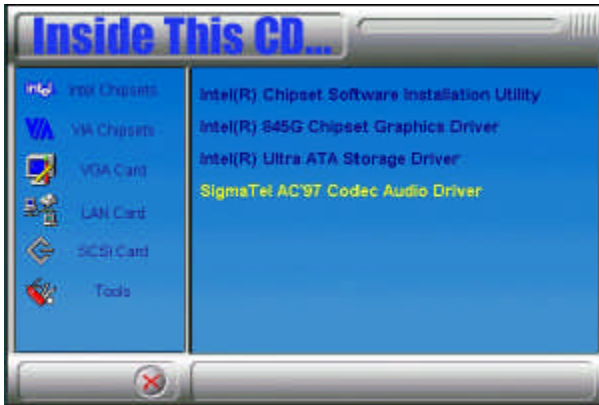 Inside This CD...
intel Intel Chipsets
VIA VIA Chipsets
VGA Card
LAN Card
SCSI Card
Tools
Intel(R) Chipset Software Installation Utility
Intel(R) 845G Chipset Graphics Driver
Intel(R) Ultra ATA Storage Driver
SigmaTel AC'97 Codec Audio Driver